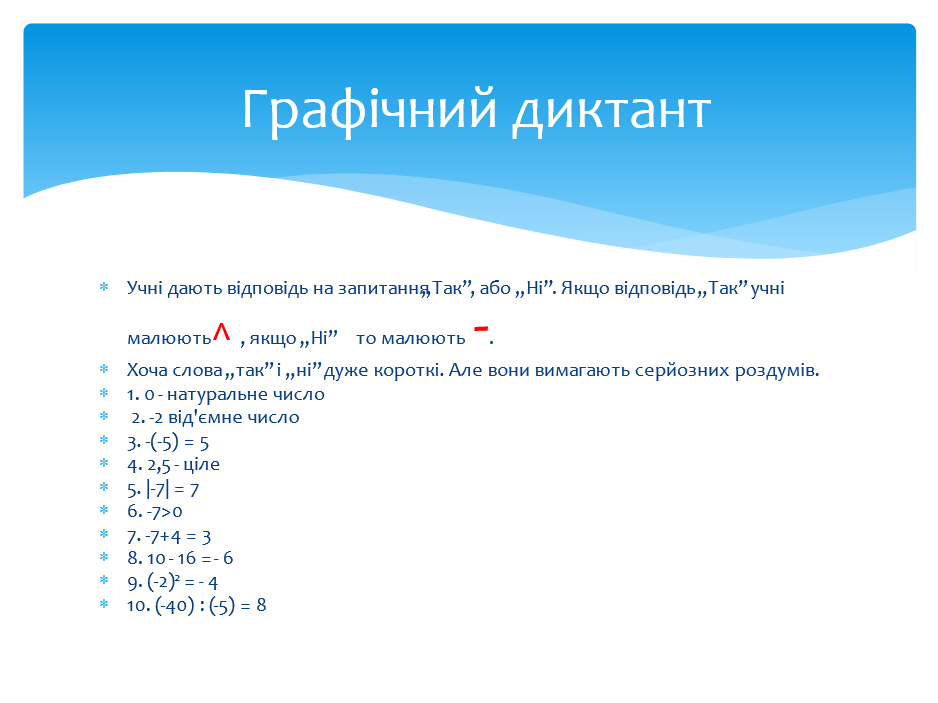 Графічний диктант
Учні дають відповідь на запитання „Так”, або „Ні”. Якщо відповідь „Так” учні
малюють ^ , якщо „Ні” то малюють - .
Хоча слова „так” і „ні” дуже короткі. Але вони вимагають серйозних роздумів.
1. 0 - натуральне число
2. -2 від'ємне число
3. -(-5) = 5
4. 2,5 - ціле
5. |-7| = 7
6. -7>0
7. -7+4 = 3
8. 10 - 16 = - 6
9. (-2)² = - 4
10. (-40) : (-5) = 8